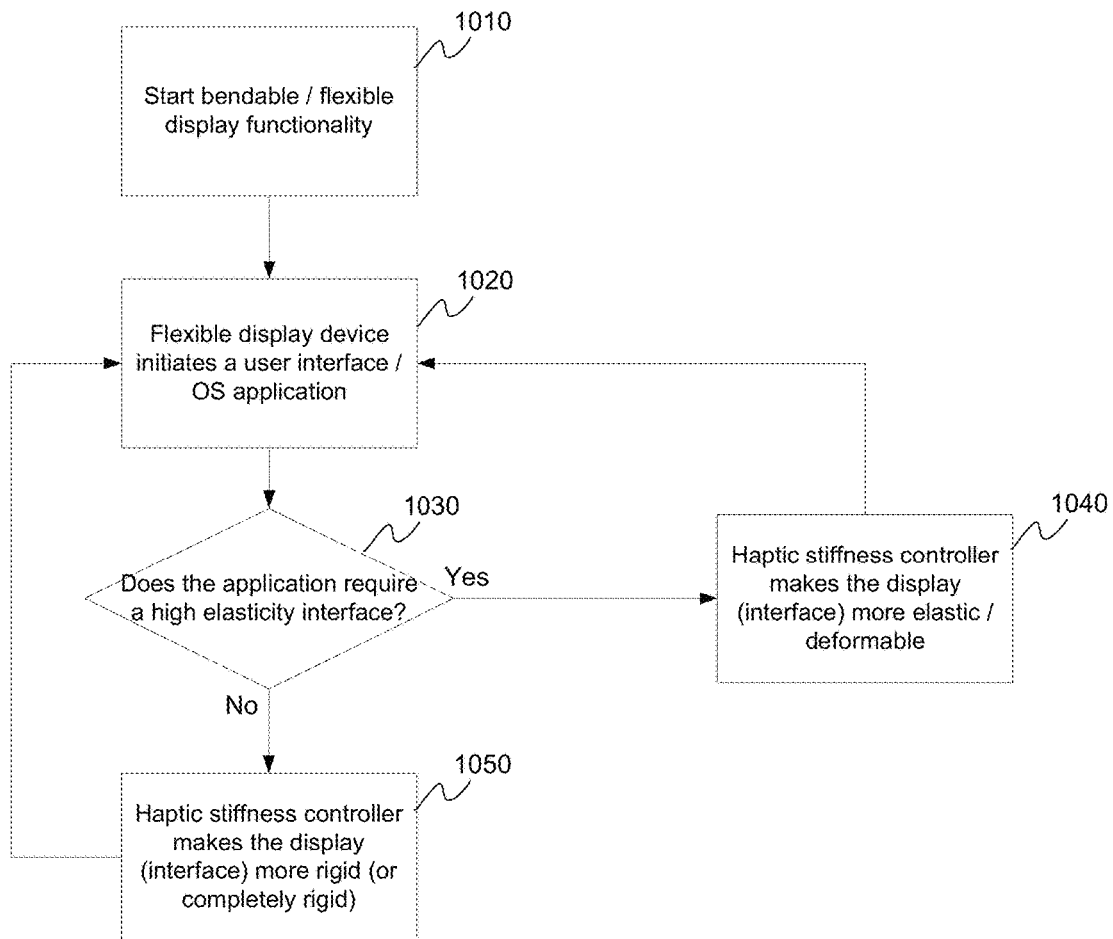 1010
Start bendable / flexible
display functionality
1020
Flexible display device
initiates a user interface /
OS application
1030
Does the application require
a high elasticity interface?
Yes
1040
Haptic stiffness controller
makes the display
(interface) more elastic /
deformable
No
1050
Haptic stiffness controller
makes the display
(interface) more rigid (or
completely rigid)